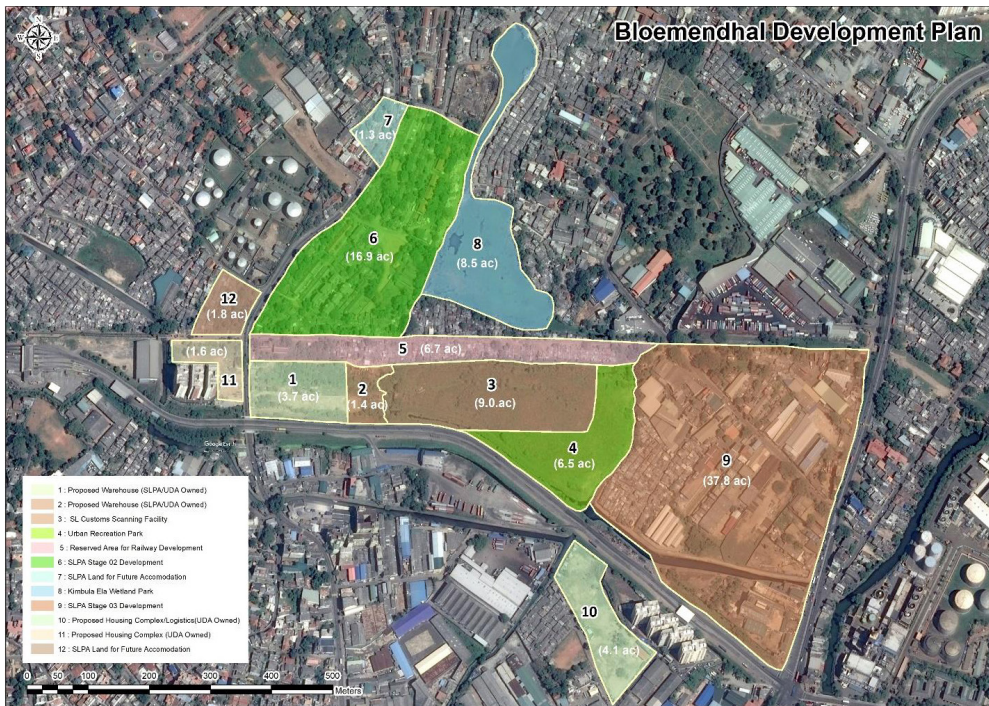 Bloemendhal Development Plan
N
W
E
S
7
(1.3 ac)
6
(16.9 ac)
8
(8.5 ac)
12
(1.8 ac)
(1.6 ac)
11
5 (6.7 ac)
1
(3.7 ac)
2
(1.4 ac)
3
(9.0.ac)
4
(6.5 ac)
9
(37.8 ac)
10
(4.1 ac)
1 : Proposed Warehouse (SLPA/UDA Owned)
2 : Proposed Warehouse (SLPA/UDA Owned)
3 : SL Customs Scanning Facility
4 : Urban Recreation Park
5 : Reserved Area for Railway Development
6 : SLPA Stage 02 Development
7 : SLPA Land for Future Accomodation
8 : Kimbula Ela Wetland Park
9 : SLPA Stage 03 Development
10 : Proposed Housing Complex/Logistics(UDA Owned)
11 : Proposed Housing Complex (UDA Owned)
12 : SLPA Land for Future Accomodation
0 50 100 200 300 400 500
Meters